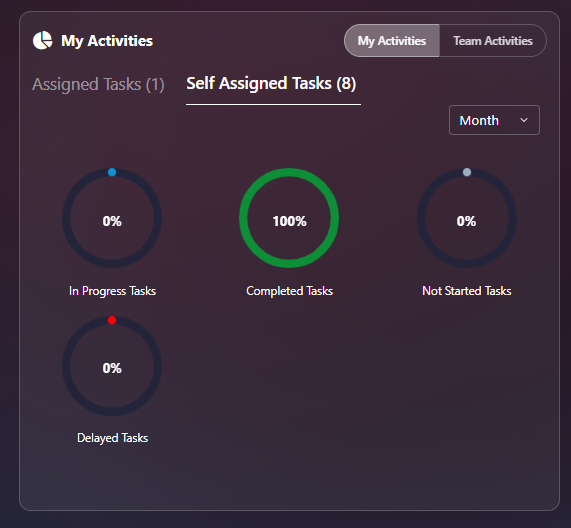 My Activities
My Activities Team Activities
Assigned Tasks (1) Self Assigned Tasks (8)
Month
0% 100% 0%
In Progress Tasks Completed Tasks Not Started Tasks
0%
Delayed Tasks